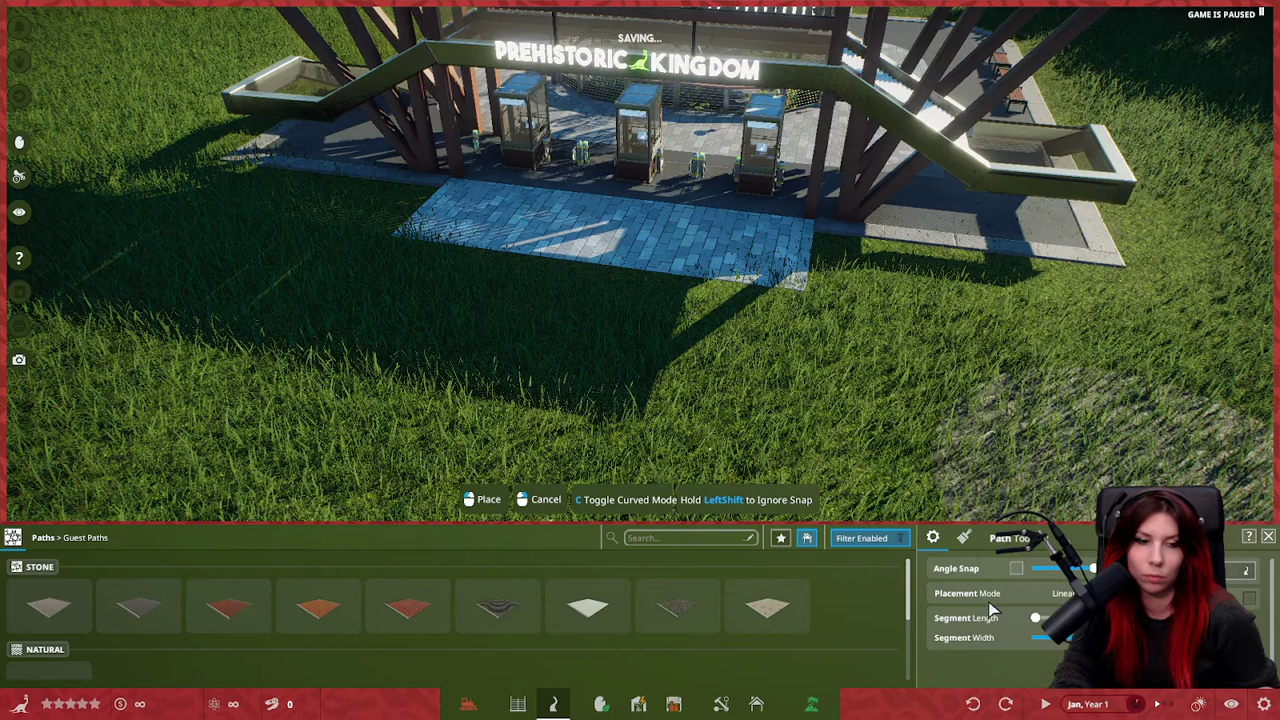 GAME IS PAUSED
SAVING...
PREHISTORIC KINGDOM
?
Place Cancel C Toggle Curved Mode Hold LeftShift to Ignore Snap
Paths > Guest Paths
Search...
Filter Enabled
Path Too
?
STONE
Angle Snap
Placement Mode
Linea
Segment Length
Segment Width
NATURAL
∞
∞
0
Jan, Year 1